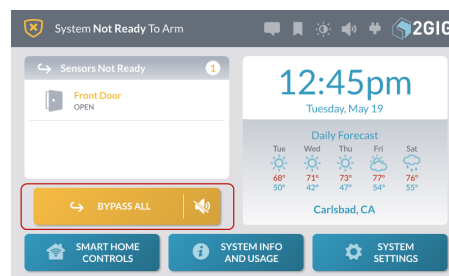 System Not Ready To Arm
2GIG
Sensors Not Ready 1
Front Door
OPEN
BYPASS ALL
12:45pm
Tuesday, May 19
Daily Forecast
Tue Wed Thu Fri Sat
68° 71° 73° 77° 76°
50° 42° 47° 54° 55°
Carlsbad, CA
SMART HOME
CONTROLS
SYSTEM INFO
AND USAGE
SYSTEM
SETTINGS